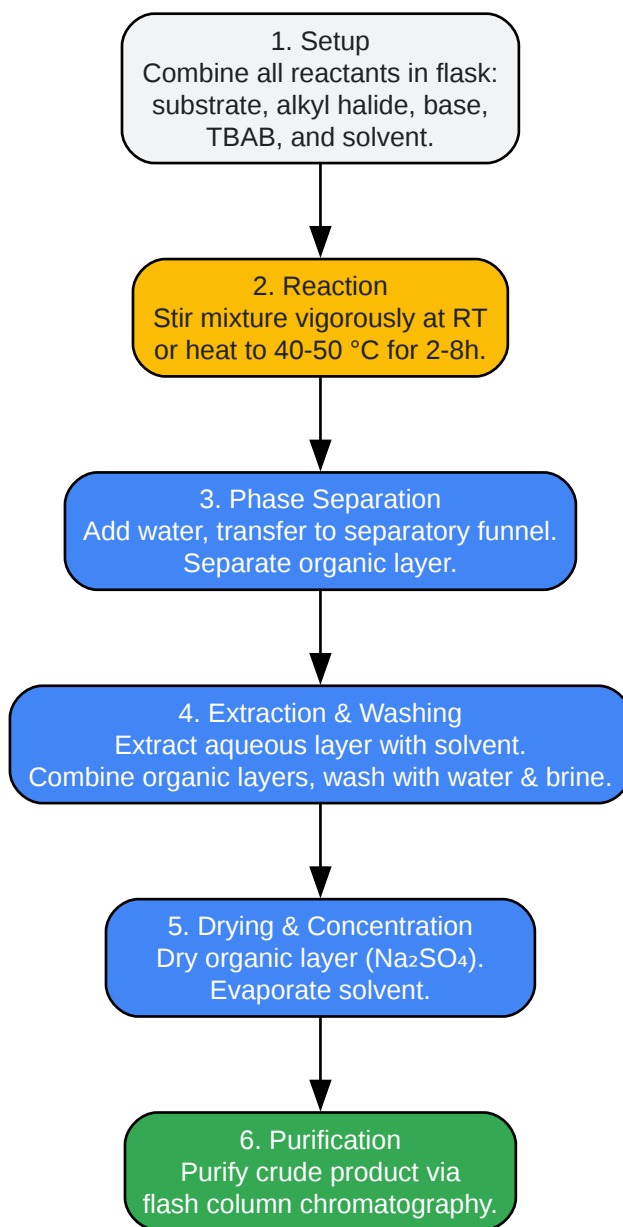 1. Setup
Combine all reactants in flask:
substrate, alkyl halide, base,
TBAB, and solvent.
2. Reaction
Stir mixture vigorously at RT
or heat to 40-50 °C for 2-8h.
3. Phase Separation
Add water, transfer to separatory funnel.
Separate organic layer.
4. Extraction & Washing
Extract aqueous layer with solvent.
Combine organic layers, wash with water & brine.
5. Drying & Concentration
Dry organic layer (Na₂SO₄).
Evaporate solvent.
6. Purification
Purify crude product via
flash column chromatography.